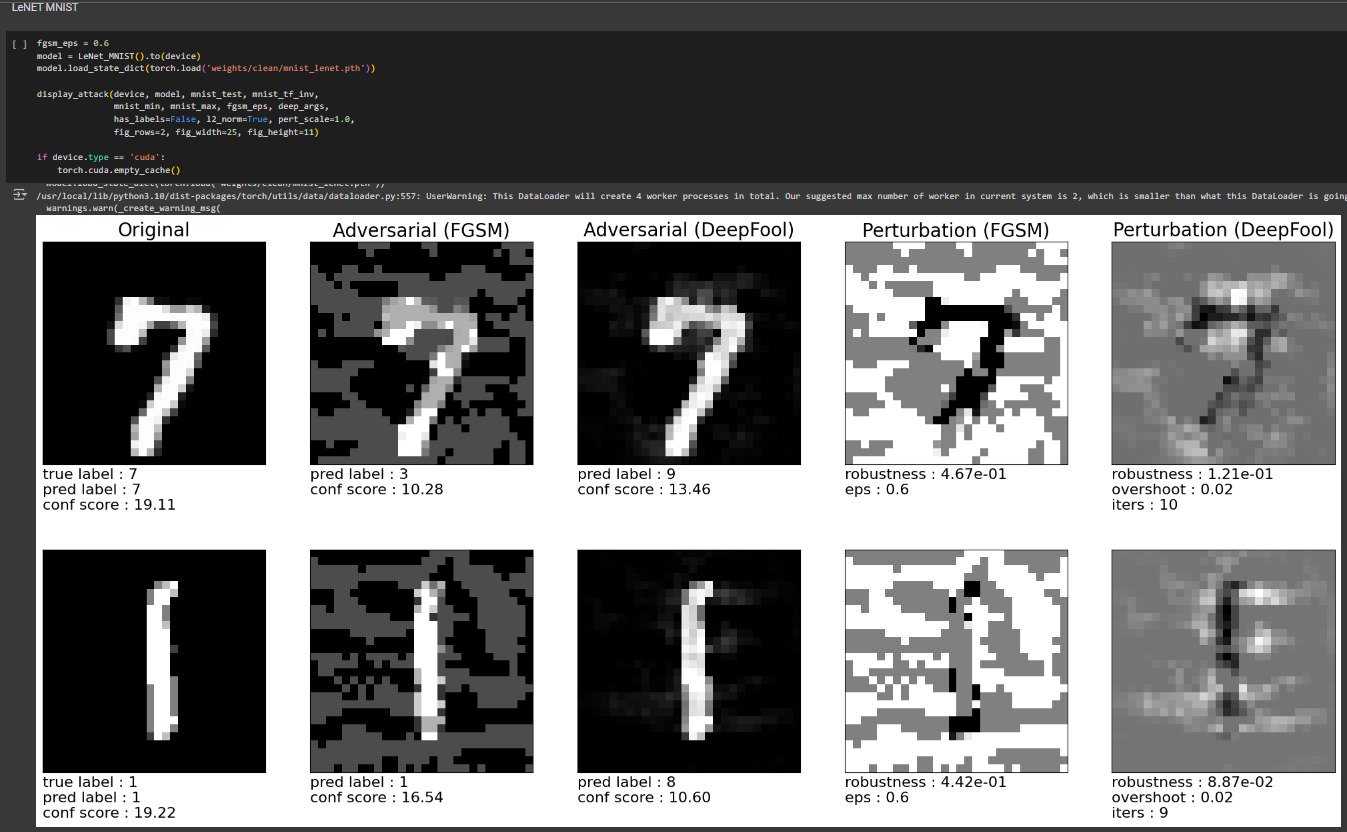 LeNET MNIST
[ ] fgsm_eps = 0.6
model = LeNet_MNIST().to(device)
model.load_state_dict(torch.load('weights/clean/mnist_lenet.pth'))
display_attack(device, model, mnist_test, mnist_tf_inv,
mnist_min, mnist_max, fgsm_eps, deep_args,
has_labels=False, l2_norm=True, pert_scale=1.0,
fig_rows=2, fig_width=25, fig_height=11)
if device.type == 'cuda':
torch.cuda.empty_cache()
model.load_state_dict(torch.load('weights/clean/mnist_lenet.pth'))
/usr/local/lib/python3.10/dist-packages/torch/utils/data/dataloader.py:557: UserWarning: This DataLoader will create 4 worker processes in total. Our suggested max number of worker in current system is 2, which is smaller than what this DataLoader is going
warnings.warn(_create_warning_msg(
Original Adversarial (FGSM) Adversarial (DeepFool) Perturbation (FGSM) Perturbation (DeepFool)
true label : 7 pred label : 3 pred label : 9 robustness : 4.67e-01 robustness : 1.21e-01
pred label : 7 conf score : 10.28 conf score : 13.46 eps : 0.6 overshoot : 0.02
conf score : 19.11 iters : 10
true label : 1 pred label : 1 pred label : 8 robustness : 4.42e-01 robustness : 8.87e-02
pred label : 1 conf score : 16.54 conf score : 10.60 eps : 0.6 overshoot : 0.02
conf score : 19.22 iters : 9